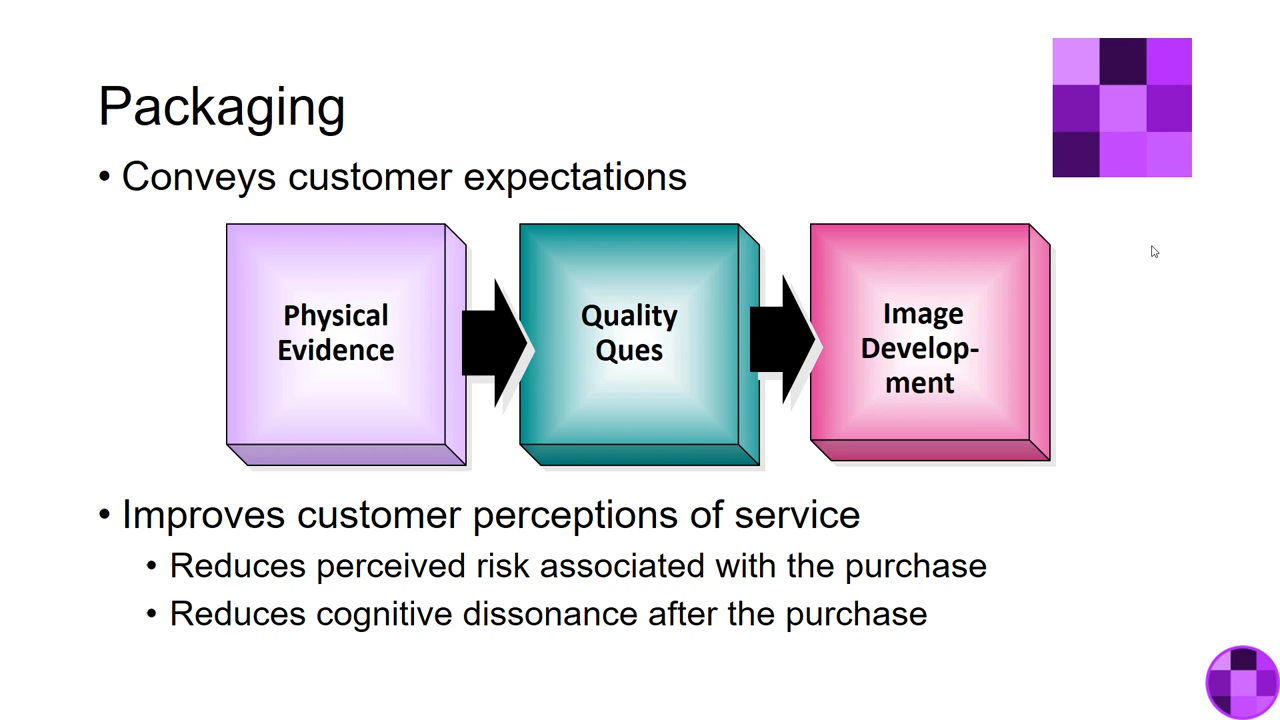 Packaging
• Conveys customer expectations
Physical
Evidence
Quality
Ques
Image
Develop-
ment
• Improves customer perceptions of service
• Reduces perceived risk associated with the purchase
• Reduces cognitive dissonance after the purchase